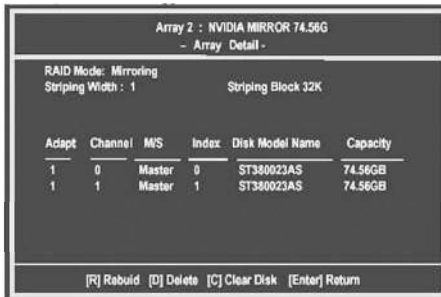 Array 2 : NVIDIA MIRROR 74.56G
- Array Detail -
RAID Mode: Mirroring
Striping Width : 1 Striping Block 32K
Adapt Channel M/S Index Disk Model Name Capacity
1 0 Master 0 ST380023AS 74.56GB
1 1 Master 1 ST380023AS 74.56GB
[R] Rebuid [D] Delete [C] Clear Disk [Enter] Return